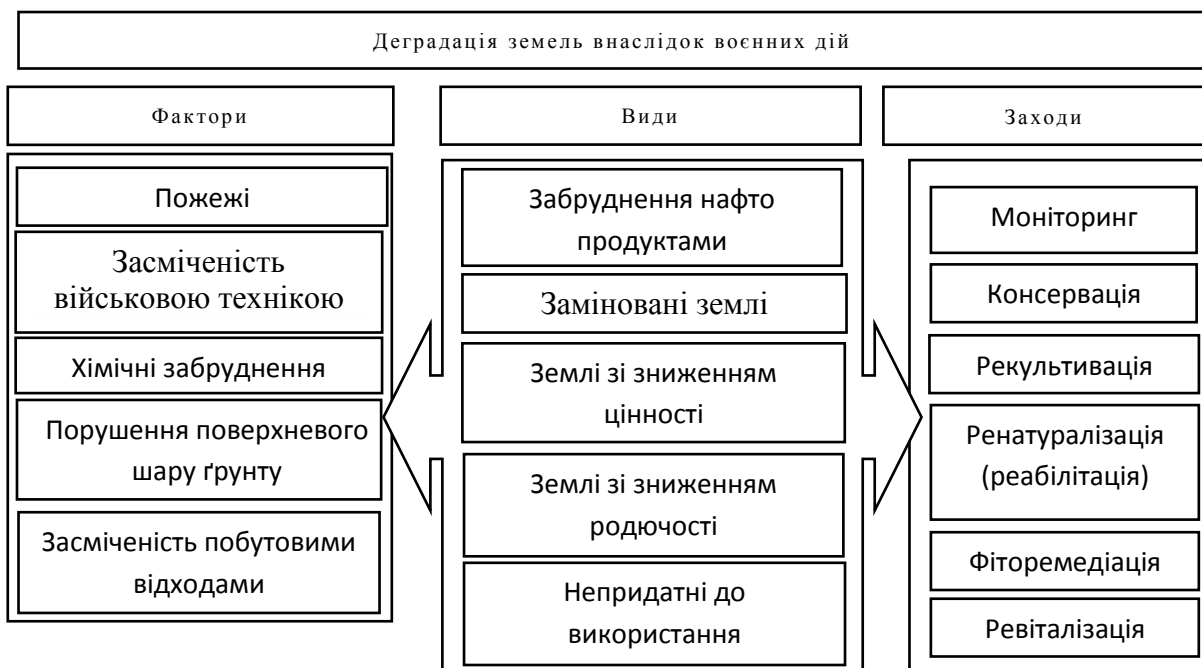 Деградація земель внаслідок воєнних дій
Фактори
Пожежі
Засміченість
військовою технікою
Хімічні забруднення
Порушення поверхневого
шару ґрунту
Засміченість побутовими
відходами
Види
Забруднення нафто
продуктами
Заміновані землі
Землі зі зниженням
цінності
Землі зі зниженням
родючості
Непридатні до
використання
Заходи
Моніторинг
Консервація
Рекультивація
Ренатуралізація
(реабілітація)
Фіторемедіація
Ревіталізація